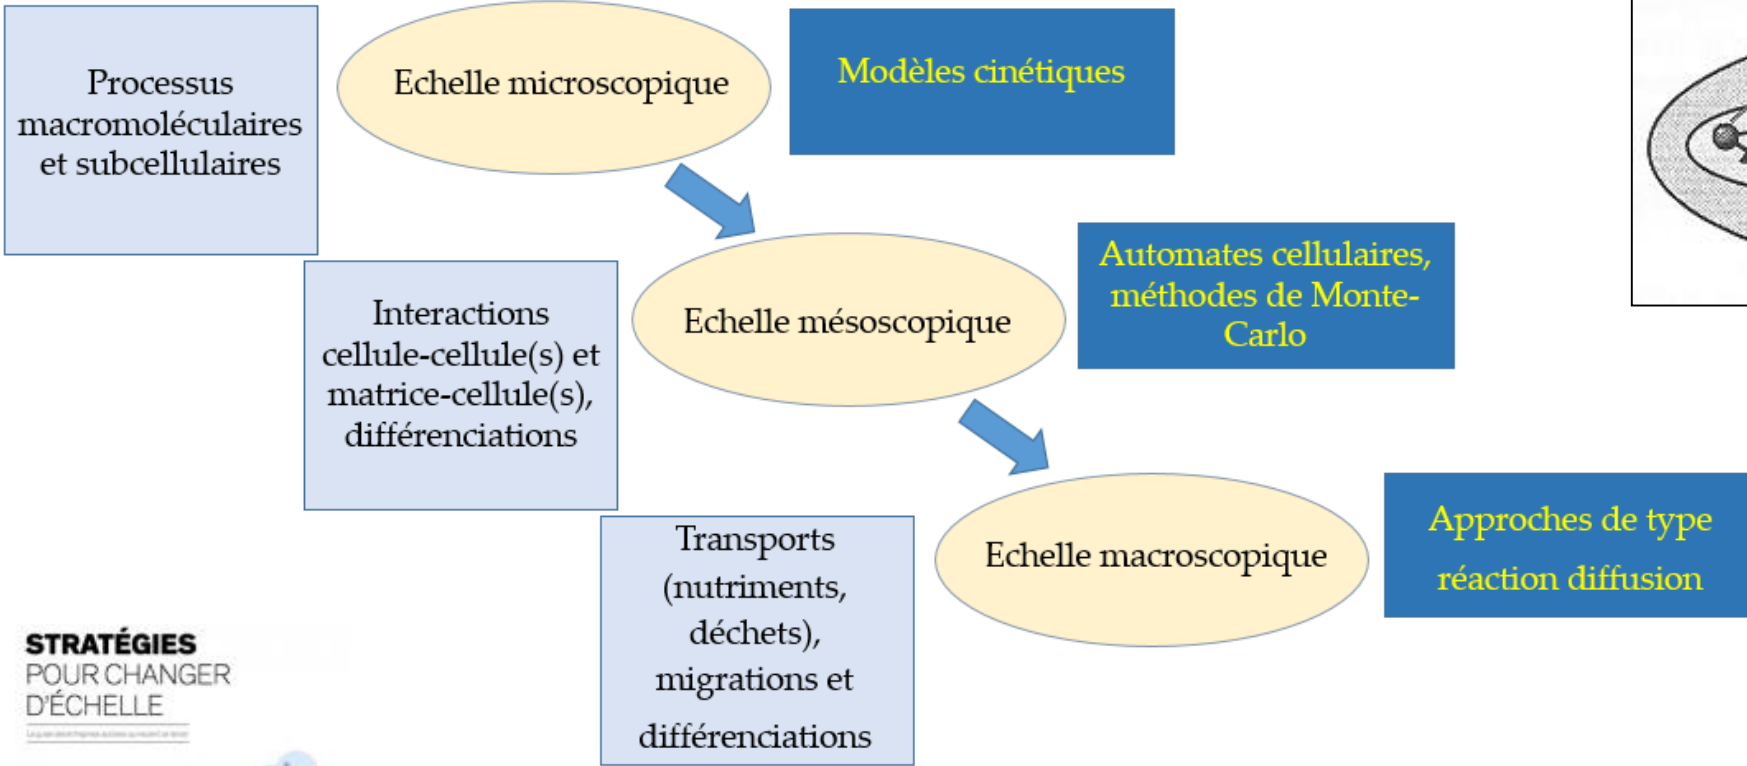 Processus
macromoléculaires
et subcellulaires
Echelle microscopique
Modèles cinétiques
Interactions
cellule-cellule(s) et
matrice-cellule(s),
différenciations
Echelle mésoscopique
Automates cellulaires,
méthodes de Monte-
Carlo
Transports
(nutriments,
déchets),
migrations et
différenciations
Echelle macroscopique
Approches de type
réaction diffusion
STRATÉGIES
POUR CHANGER
D'ÉCHELLE